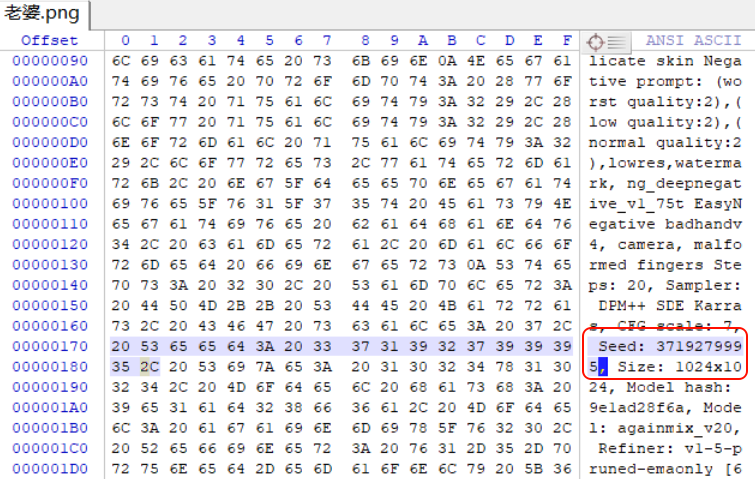 老婆.png
Offset 0 1 2 3 4 5 6 7 8 9 A B C D E F ANSI ASCII
00000090 6C 69 63 61 74 65 20 73 6B 69 6E 0A 4E 65 67 61 licate skin Nega
000000A0 74 69 76 65 20 70 72 6F 6D 70 74 3A 20 28 77 6F tive prompt: (wo
000000B0 72 73 74 20 71 75 61 6C 69 74 79 3A 32 29 2C 28 rst quality:2),(
000000C0 6C 6F 77 20 71 75 61 6C 69 74 79 3A 32 29 2C 28 low quality:2),(
000000D0 6E 6F 72 6D 61 6C 20 71 75 61 6C 69 74 79 3A 32 normal quality:2
000000E0 29 2C 6C 6F 77 72 65 73 2C 77 61 74 65 72 6D 61 ),lowres,waterma
000000F0 72 6B 2C 20 6E 67 5F 64 65 65 70 6E 65 67 61 74 rk, ng_deepnegat
00000100 69 76 65 5F 76 31 5F 37 35 74 20 45 61 73 79 4E ive_v1_75t EasyN
00000110 65 67 61 74 69 76 65 20 62 61 64 68 61 6E 64 76 egative badhandv
00000120 34 2C 20 63 61 6D 65 72 61 2C 20 6D 61 6C 66 6F 4, camera, malfo
00000130 72 6D 65 64 20 66 69 6E 67 65 72 73 0A 53 74 65 rmed fingers Ste
00000140 70 73 3A 20 32 30 2C 20 53 61 6D 70 6C 65 72 3A ps: 20, Sampler:
00000150 20 44 50 4D 2B 2B 20 53 44 45 20 4B 61 72 72 61 DPM++ SDE Karra
00000160 73 2C 20 43 46 47 20 73 63 61 6C 65 3A 20 37 2C s, CFG scale: 7,
00000170 20 53 65 65 64 3A 20 33 37 31 39 32 37 39 39 39 Seed: 371927999
00000180 35 2C 20 53 69 7A 65 3A 20 31 30 32 34 78 31 30 5, Size: 1024x10
00000190 32 34 2C 20 4D 6F 64 65 6C 20 68 61 73 68 3A 20 24, Model hash:
000001A0 39 65 31 61 64 32 38 66 36 61 2C 20 4D 6F 64 65 9e1ad28f6a, Mode
000001B0 6C 3A 20 61 67 61 69 6E 6D 69 78 5F 76 32 30 2C l: againmix_v20,
000001C0 20 52 65 66 69 6E 65 72 3A 20 76 31 2D 35 2D 70 Refiner: v1-5-p
000001D0 72 75 6E 65 64 2D 65 6D 61 6F 6E 6C 79 20 5B 36 runed-emaonly [6